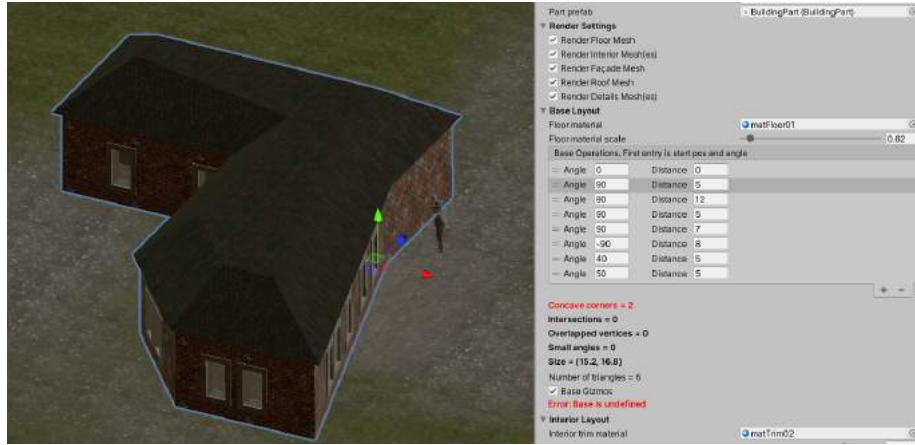 Part prefab BuildingPart (BuildingPart)
Render Settings
Render Floor Mesh
Render Interior Mesh(es)
Render Façade Mesh
Render Roof Mesh
Render Details Mesh(es)
Base Layout
Floor material matFloor01
Floor material scale 0.82
Base Operations, First entry is start pos and angle
Angle 0 Distance 0
Angle 90 Distance 5
Angle 90 Distance 12
Angle 90 Distance 5
Angle 90 Distance 7
Angle -90 Distance 8
Angle 40 Distance 5
Angle 50 Distance 5
+ -
Concave corners = 2
Intersections = 0
Overlapped vertices = 0
Small angles = 0
Size = (15.2, 16.8)
Number of triangles = 6
Base Gizmos
Error: Base is undefined
Interior Layout
Interior trim material matTrim02